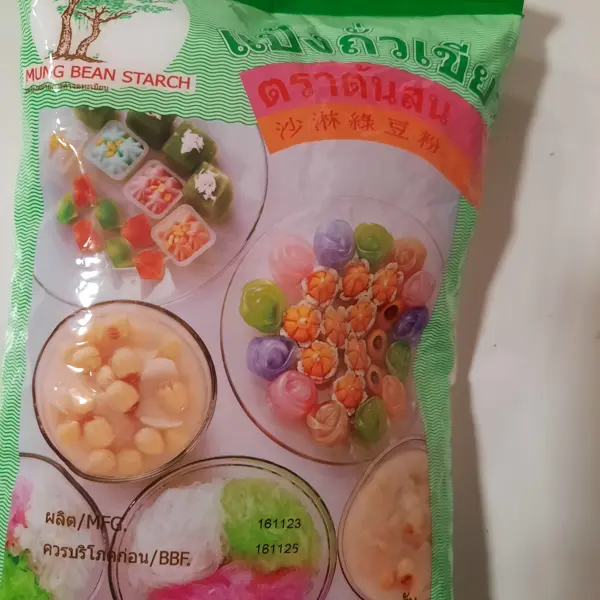 แป้งถั่วเขีย
MUNG BEAN STARCH
ตราต้นสน
沙淋綠豆粉
ผลิต/MFG. 161123
ควรบริโภคก่อน/BBF. 161125